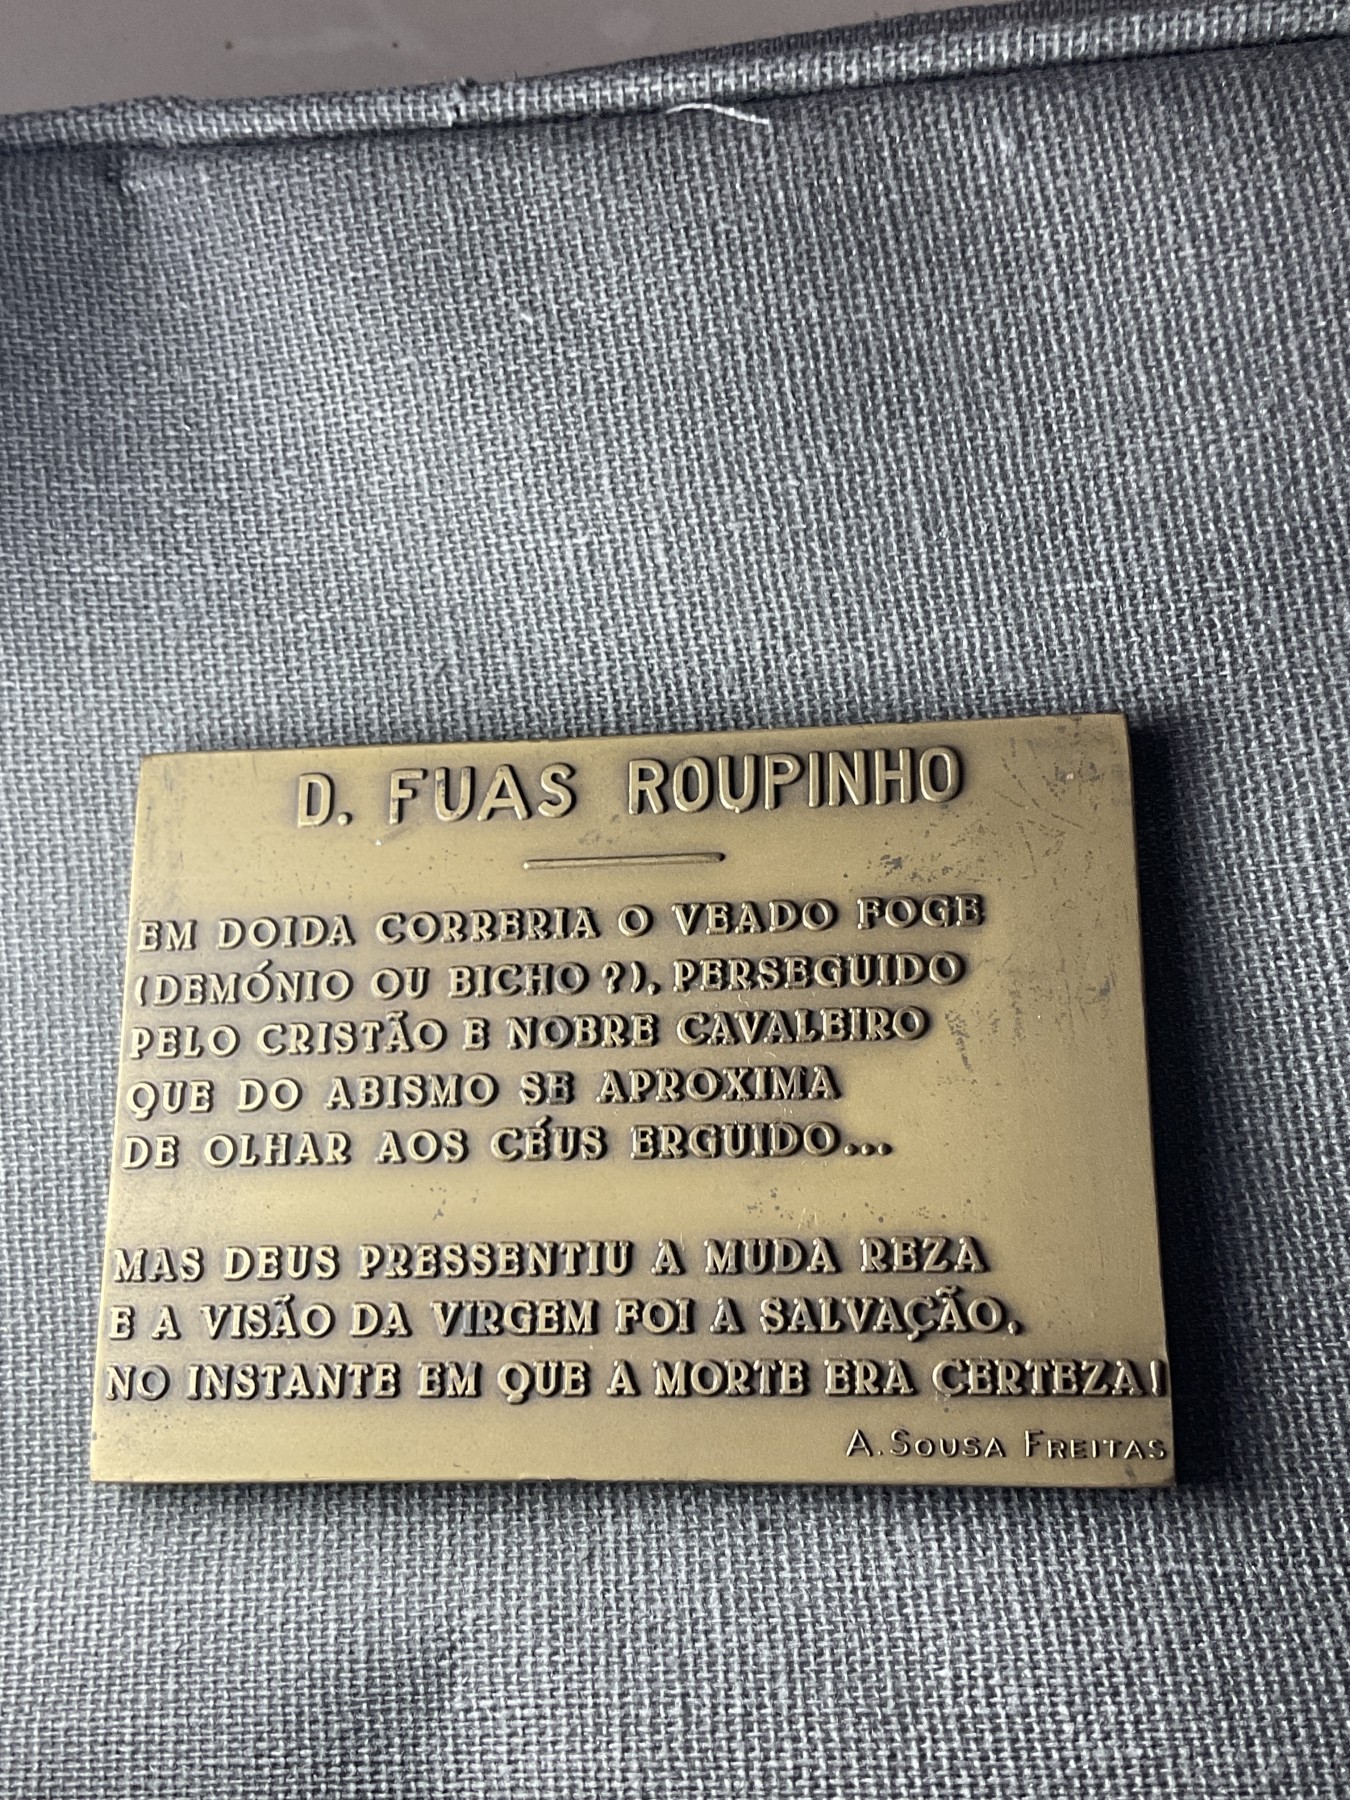 D. FUAS ROUPINHO
EM DOIDA CORRERIA O VEADO FOGE
(DEMÓNIO OU BICHO ?), PERSEGUIDO
PELO CRISTÃO E NOBRE CAVALEIRO
QUE DO ABISMO SE APROXIMA
DE OLHAR AOS CÉUS ERGUIDO...
MAS DEUS PRESSENTIU A MUDA REZA
E A VISÃO DA VIRGEM FOI A SALVAÇÃO,
NO INSTANTE EM QUE A MORTE ERA CERTEZA!
A. SOUSA FREITAS